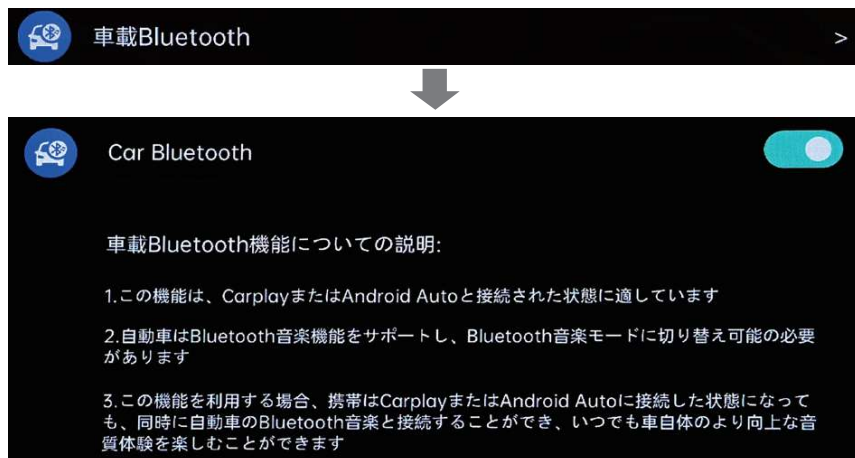 車載Bluetooth >
Car Bluetooth
車載Bluetooth機能についての説明:
1.この機能は、CarplayまたはAndroid Autoと接続された状態に適しています
2.自動車はBluetooth音楽機能をサポートし、Bluetooth音楽モードに切り替え可能の必要
があります
3.この機能を利用する場合、携帯はCarplayまたはAndroid Autoに接続した状態になって
も、同時に自動車のBluetooth音楽と接続することができ、いつでも車自体のより向上な音
質体験を楽しむことができます